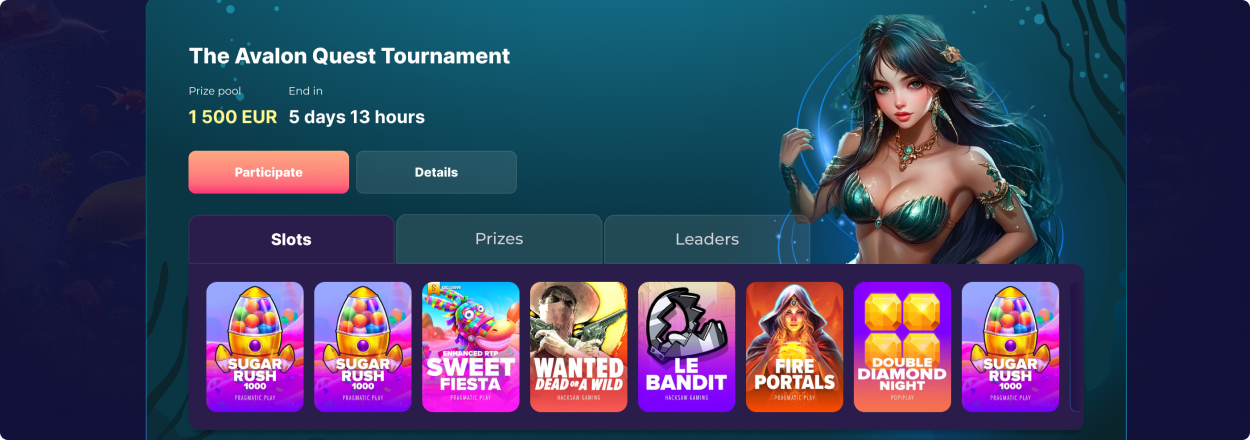 The Avalon Quest Tournament
Prize pool End in
1 500 EUR 5 days 13 hours
Participate Details
Slots Prizes Leaders
SUGAR
RUSH
1000
PRAGMATIC PLAY
SUGAR
RUSH
1000
PRAGMATIC PLAY
EXCLUSIVE
ENHANCED RTP
SWEET
FIESTA
PRAGMATIC PLAY
WANTED
DEAD OR A WILD
HACKSAW GAMING
LE
BANDIT
HACKSAW GAMING
FIRE
PORTALS
PRAGMATIC PLAY
DOUBLE
DIAMOND
NIGHT
POPIPLAY
SUGAR
RUSH
1000
PRAGMATIC PLAY